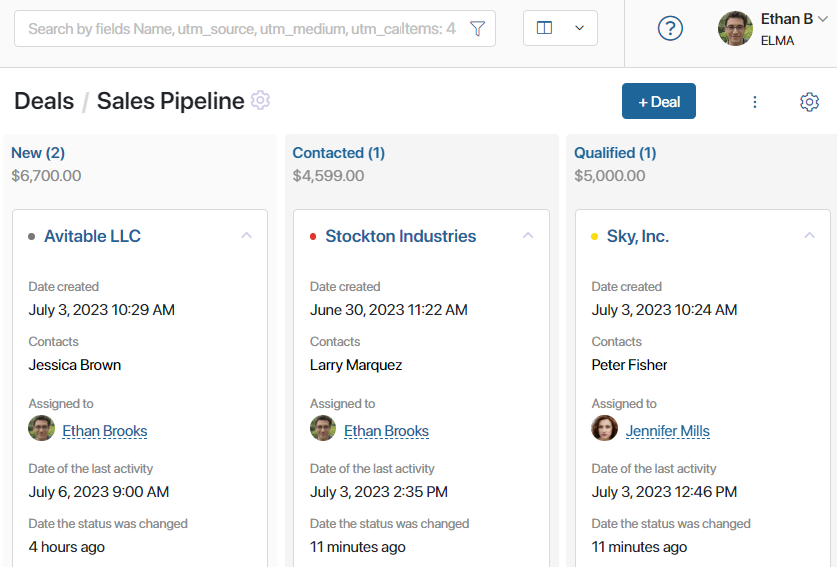 Search by fields Name, utm_source, utm_medium, utm_ca Items: 4
?
Ethan B
ELMA
Deals / Sales Pipeline
+ Deal
New (2)
$6,700.00
Avitable LLC
Date created
July 3, 2023 10:29 AM
Contacts
Jessica Brown
Assigned to
Ethan Brooks
Date of the last activity
July 6, 2023 9:00 AM
Date the status was changed
4 hours ago
Contacted (1)
$4,599.00
Stockton Industries
Date created
June 30, 2023 11:22 AM
Contacts
Larry Marquez
Assigned to
Ethan Brooks
Date of the last activity
July 3, 2023 2:35 PM
Date the status was changed
11 minutes ago
Qualified (1)
$5,000.00
Sky, Inc.
Date created
July 3, 2023 10:24 AM
Contacts
Peter Fisher
Assigned to
Jennifer Mills
Date of the last activity
July 3, 2023 12:46 PM
Date the status was changed
11 minutes ago